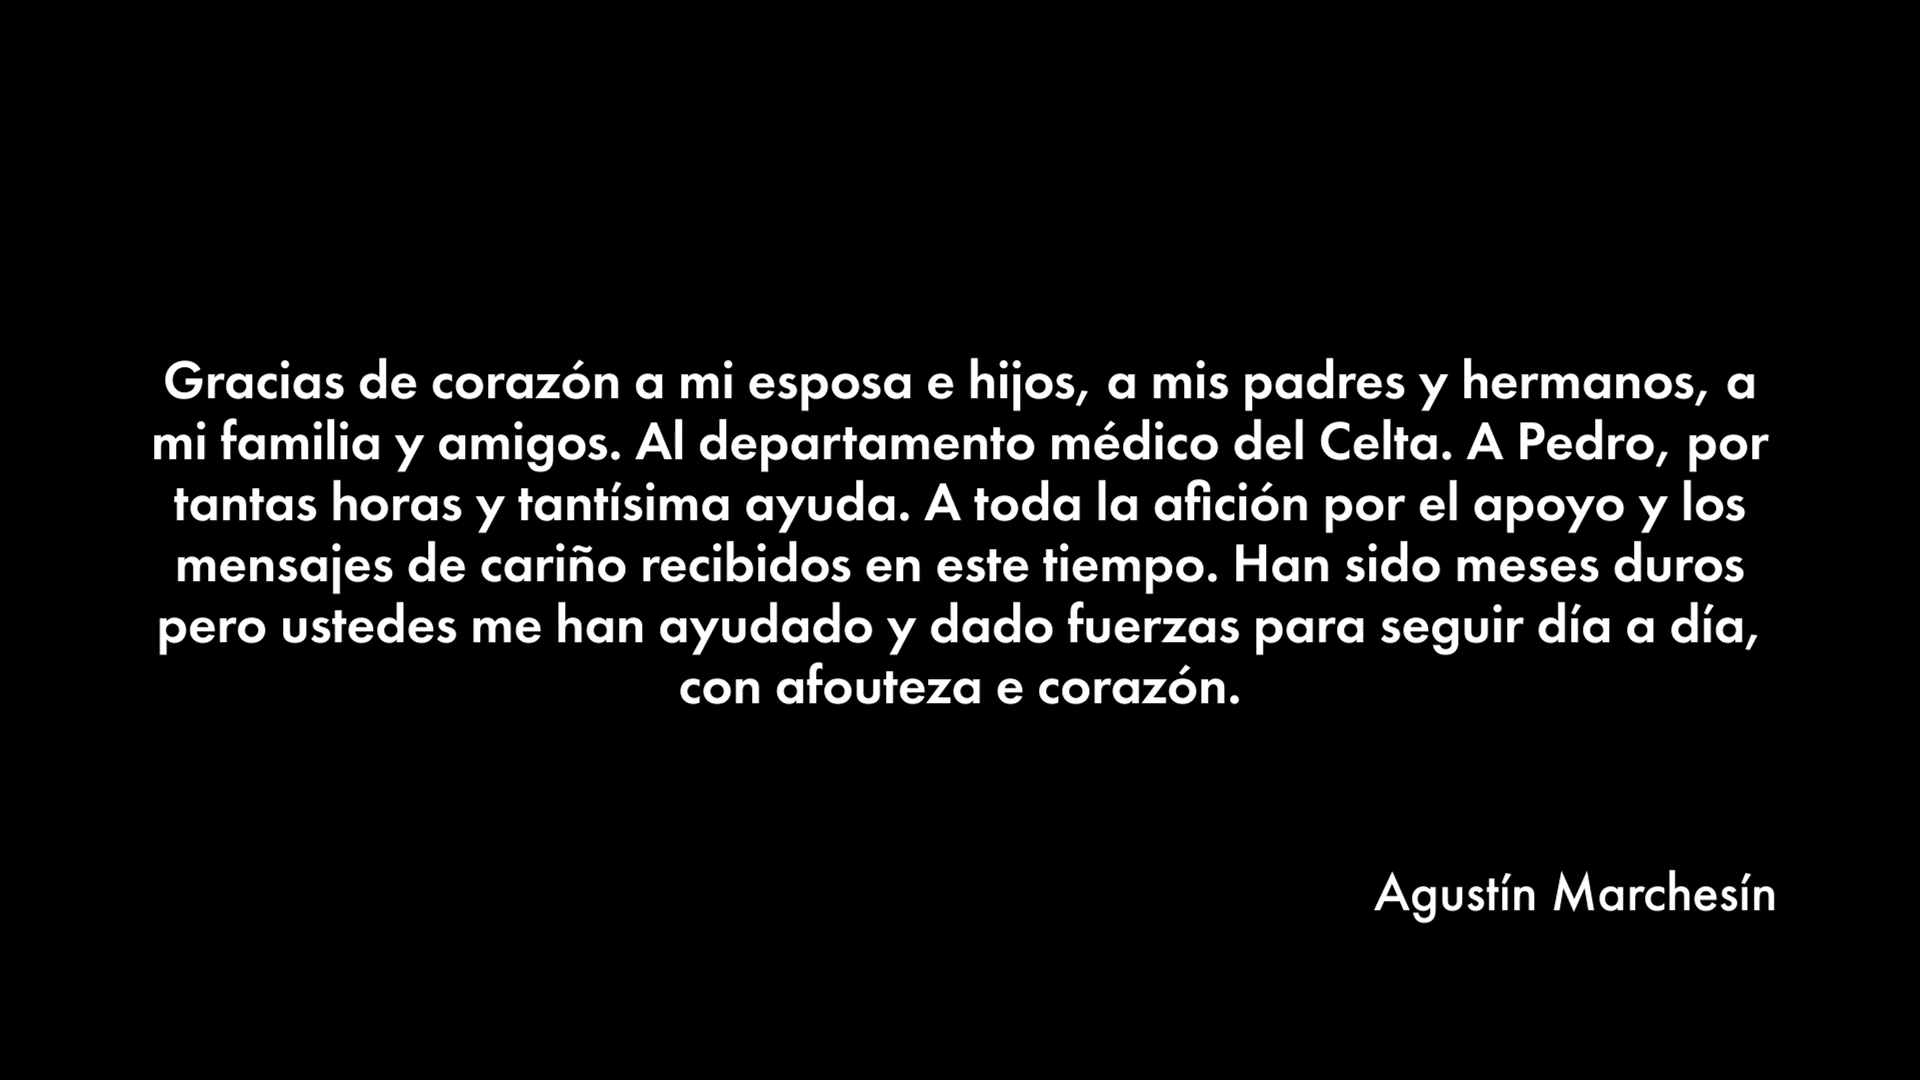 Gracias de corazón a mi esposa e hijos, a mis padres y hermanos, a
mi familia y amigos. Al departamento médico del Celta. A Pedro, por
tantas horas y tantísima ayuda. A toda la afición por el apoyo y los
mensajes de cariño recibidos en este tiempo. Han sido meses duros
pero ustedes me han ayudado y dado fuerzas para seguir día a día,
con afouteza e corazón.
Agustín Marchesín